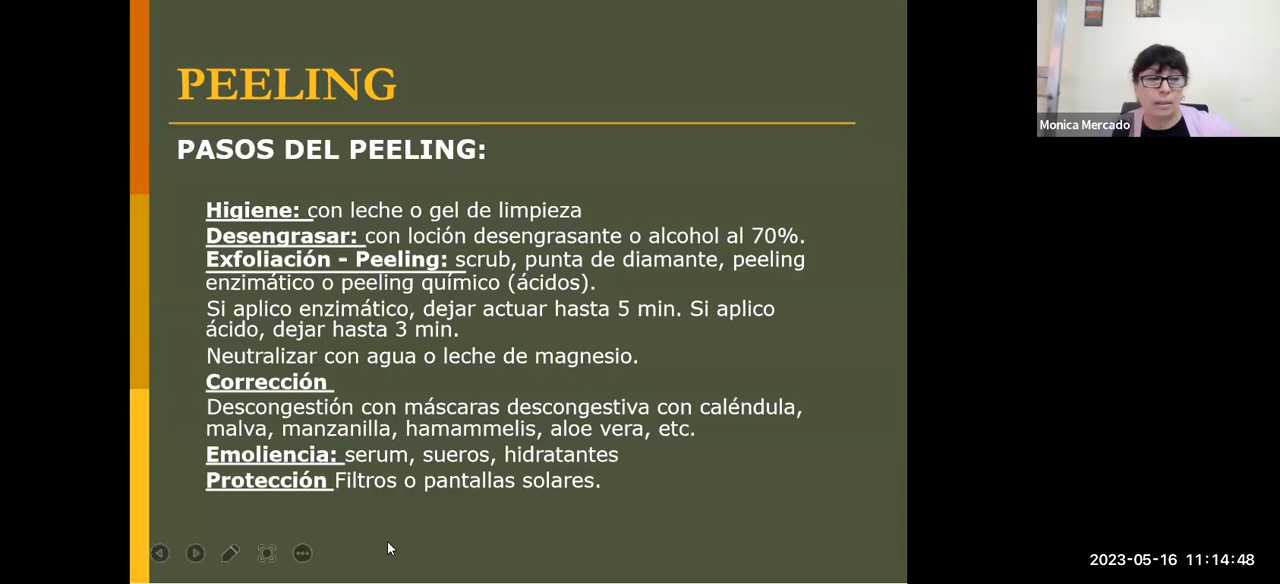 PEELING
PASOS DEL PEELING:
Higiene: con leche o gel de limpieza
Desengrasar: con loción desengrasante o alcohol al 70%.
Exfoliación - Peeling: scrub, punta de diamante, peeling
enzimático o peeling químico (ácidos).
Si aplico enzimático, dejar actuar hasta 5 min. Si aplico
ácido, dejar hasta 3 min.
Neutralizar con agua o leche de magnesio.
Corrección
Descongestión con máscaras descongestiva con caléndula,
malva, manzanilla, hamammelis, aloe vera, etc.
Emoliencia: serum, sueros, hidratantes
Protección Filtros o pantallas solares.
Monica Mercado
2023-05-16 11:14:48